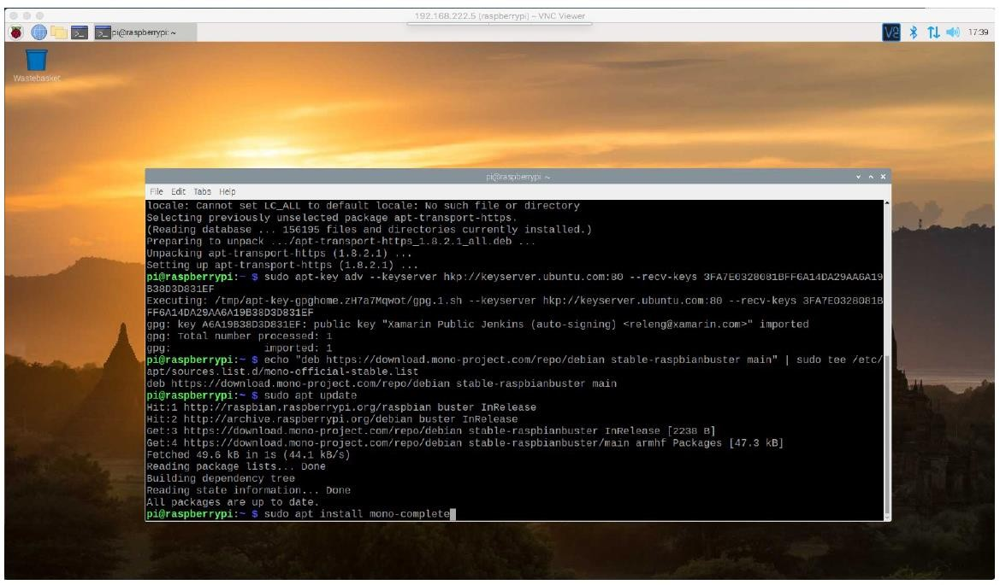 192.168.222.5 (raspberrypi) – VNC Viewer
pi@raspberrypi: ~
17:39
Wastebasket
pi@raspberrypi: ~
File Edit Tabs Help
locale: Cannot set LC_ALL to default locale: No such file or directory
Selecting previously unselected package apt-transport-https.
(Reading database ... 156195 files and directories currently installed.)
Preparing to unpack .../apt-transport-https_1.8.2.1_all.deb ...
Unpacking apt-transport-https (1.8.2.1) ...
Setting up apt-transport-https (1.8.2.1) ...
pi@raspberrypi:~ $ sudo apt-key adv --keyserver hkp://keyserver.ubuntu.com:80 --recv-keys 3FA7E0328081BFF6A14DA29AA6A19
B38D3D831EF
Executing: /tmp/apt-key-gpghome.zH7a7Mqwot/gpg.1.sh --keyserver hkp://keyserver.ubuntu.com:80 --recv-keys 3FA7E0328081B
FF6A14DA29AA6A19B38D3D831EF
gpg: key A6A19B38D3D831EF: public key "Xamarin Public Jenkins (auto-signing) <releng@xamarin.com>" imported
gpg: Total number processed: 1
gpg:               imported: 1
pi@raspberrypi:~ $ echo "deb https://download.mono-project.com/repo/debian stable-raspbianbuster main" | sudo tee /etc/
apt/sources.list.d/mono-official-stable.list
deb https://download.mono-project.com/repo/debian stable-raspbianbuster main
pi@raspberrypi:~ $ sudo apt update
Hit:1 http://raspbian.raspberrypi.org/raspbian buster InRelease
Hit:2 http://archive.raspberrypi.org/debian buster InRelease
Get:3 https://download.mono-project.com/repo/debian stable-raspbianbuster InRelease [2238 B]
Get:4 https://download.mono-project.com/repo/debian stable-raspbianbuster/main armhf Packages [47.3 kB]
Fetched 49.6 kB in 1s (44.1 kB/s)
Reading package lists... Done
Building dependency tree
Reading state information... Done
All packages are up to date.
pi@raspberrypi:~ $ sudo apt install mono-complete